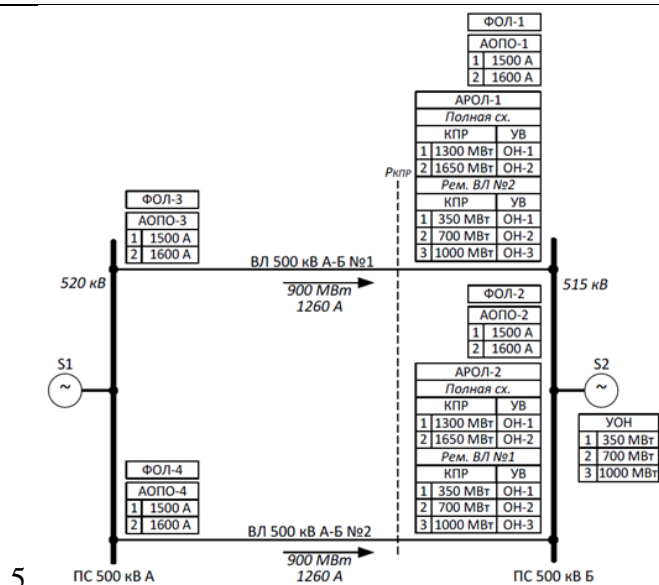 ФОЛ-1
АОПО-1
1 1500 А
2 1600 А
АРОЛ-1
Полная сх.
КПР УВ
1 1300 МВт ОН-1
2 1650 МВт ОН-2
Рем. ВЛ №2
КПР УВ
1 350 МВт ОН-1
2 700 МВт ОН-2
3 1000 МВт ОН-3
PКПР
ФОЛ-3
АОПО-3
1 1500 А
2 1600 А
ВЛ 500 кВ А-Б №1
520 кВ
900 МВт
1260 А
515 кВ
ФОЛ-2
АОПО-2
1 1500 А
2 1600 А
S1
~
АРОЛ-2
Полная сх.
КПР УВ
1 1300 МВт ОН-1
2 1650 МВт ОН-2
Рем. ВЛ №1
КПР УВ
1 350 МВт ОН-1
2 700 МВт ОН-2
3 1000 МВт ОН-3
S2
~
УОН
1 350 МВт
2 700 МВт
3 1000 МВт
ФОЛ-4
АОПО-4
1 1500 А
2 1600 А
ВЛ 500 кВ А-Б №2
900 МВт
1260 А
5
ПС 500 кВ А
ПС 500 кВ Б